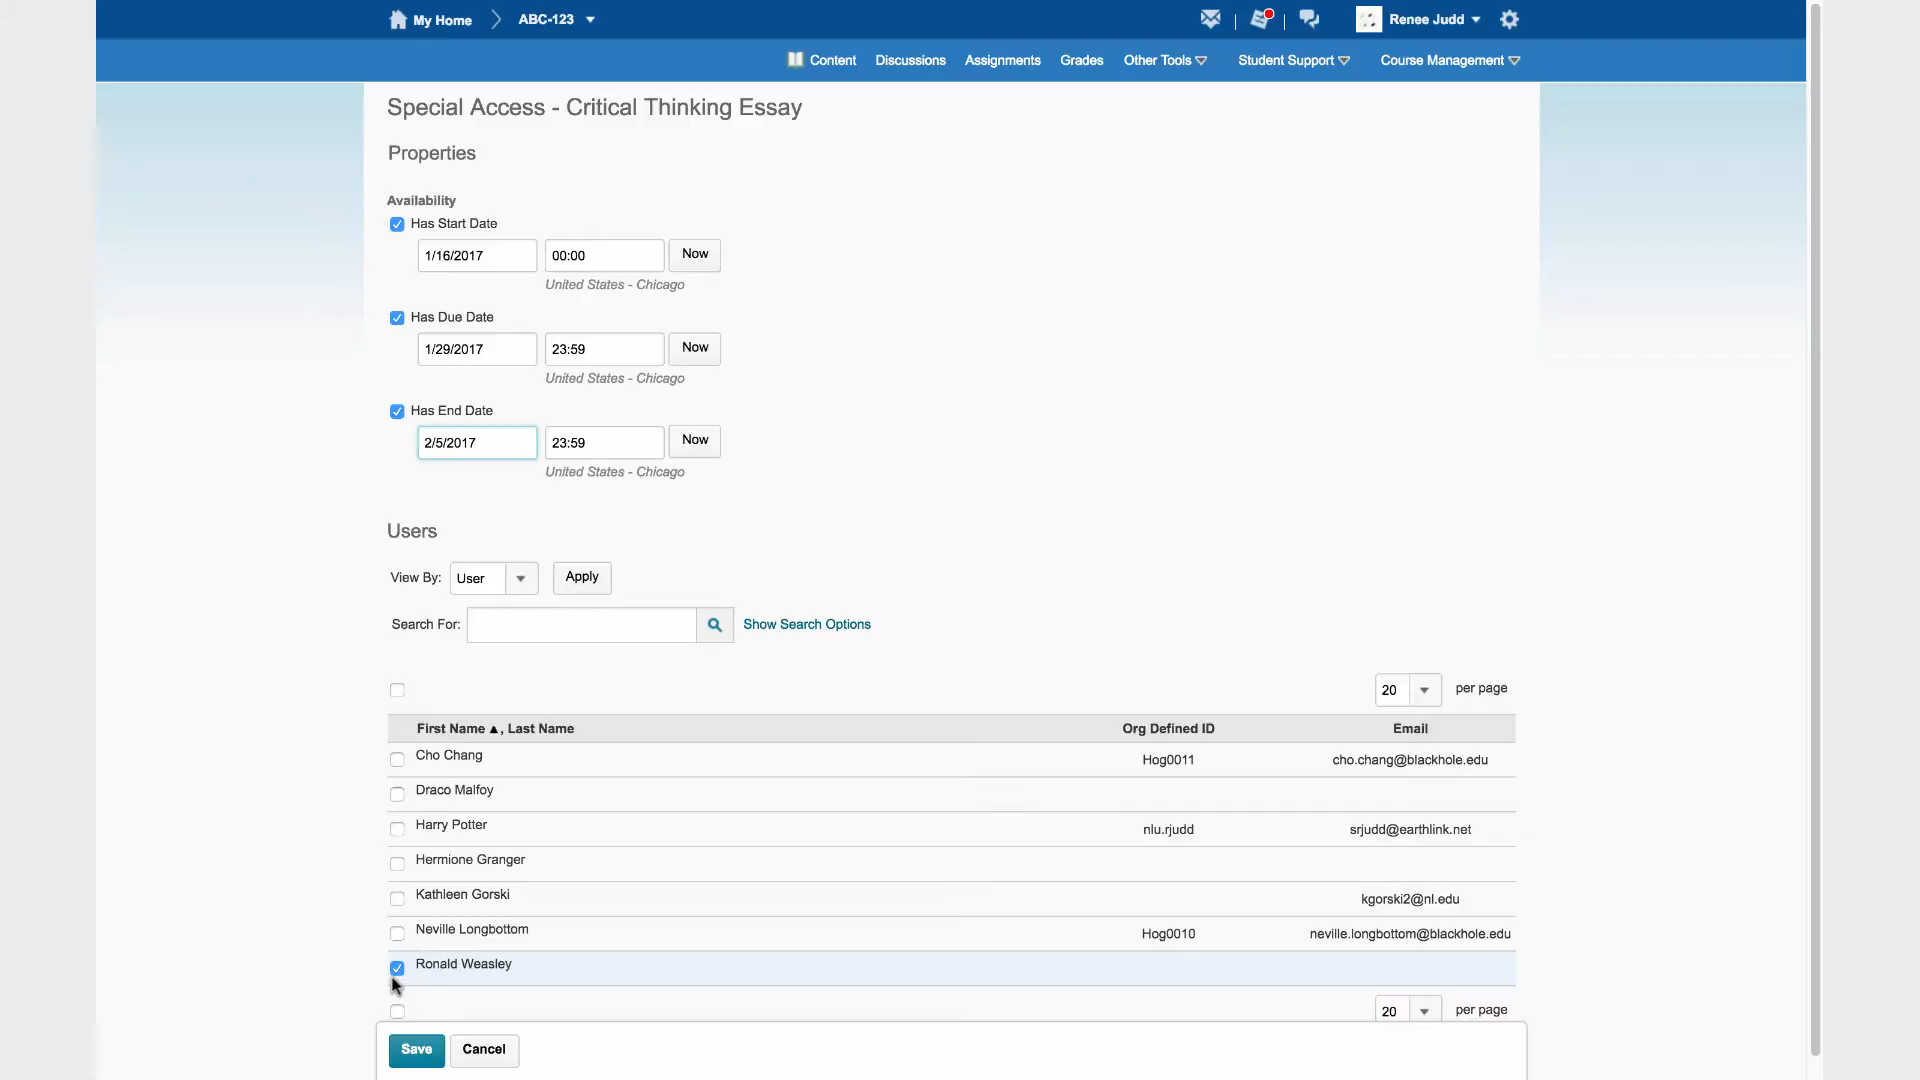 My Home ABC-123 Renee Judd
Content Discussions Assignments Grades Other Tools Student Support Course Management
Special Access - Critical Thinking Essay
Properties
Availability
Has Start Date
1/16/2017 00:00 Now
United States - Chicago
Has Due Date
1/29/2017 23:59 Now
United States - Chicago
Has End Date
2/5/2017 23:59 Now
United States - Chicago
Users
View By: User Apply
Search For: Show Search Options
20 per page
First Name ▲, Last Name Org Defined ID Email
Cho Chang Hog0011 cho.chang@blackhole.edu
Draco Malfoy
Harry Potter nlu.rjudd srjudd@earthlink.net
Hermione Granger
Kathleen Gorski kgorski2@nl.edu
Neville Longbottom Hog0010 neville.longbottom@blackhole.edu
Ronald Weasley
20 per page
Save Cancel